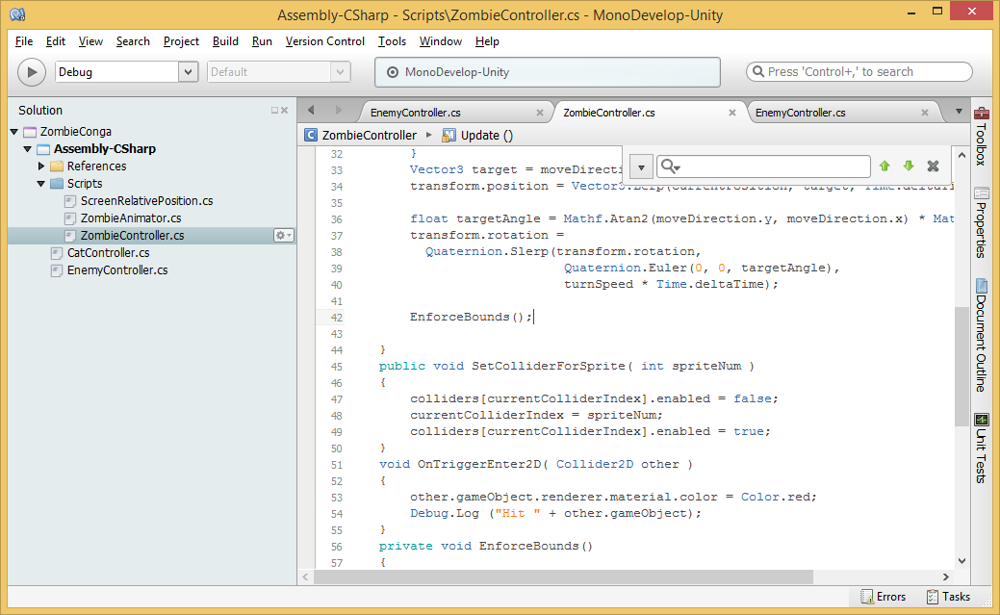 Assembly-CSharp - Scripts\ZombieController.cs - MonoDevelop-Unity
File Edit View Search Project Build Run Version Control Tools Window Help
Debug Default MonoDevelop-Unity Press 'Control+,' to search
Solution
ZombieConga
Assembly-CSharp
References
Scripts
ScreenRelativePosition.cs
ZombieAnimator.cs
ZombieController.cs
CatController.cs
EnemyController.cs
EnemyController.cs ZombieController.cs EnemyController.cs
ZombieController Update ()
32 }
33 Vector3 target = moveDirecti
34 transform.position = Vector3.Lerp(currentPosition, target, Time.deltaTi
35
36 float targetAngle = Mathf.Atan2(moveDirection.y, moveDirection.x) * Mat
37 transform.rotation =
38 Quaternion.Slerp(transform.rotation,
39 Quaternion.Euler(0, 0, targetAngle),
40 turnSpeed * Time.deltaTime);
41
42 EnforceBounds();
43
44 }
45 public void SetColliderForSprite( int spriteNum )
46 {
47 colliders[currentColliderIndex].enabled = false;
48 currentColliderIndex = spriteNum;
49 colliders[currentColliderIndex].enabled = true;
50 }
51 void OnTriggerEnter2D( Collider2D other )
52 {
53 other.gameObject.renderer.material.color = Color.red;
54 Debug.Log ("Hit " + other.gameObject);
55 }
56 private void EnforceBounds()
57 {
Toolbox
Properties
Document Outline
Unit Tests
Errors Tasks